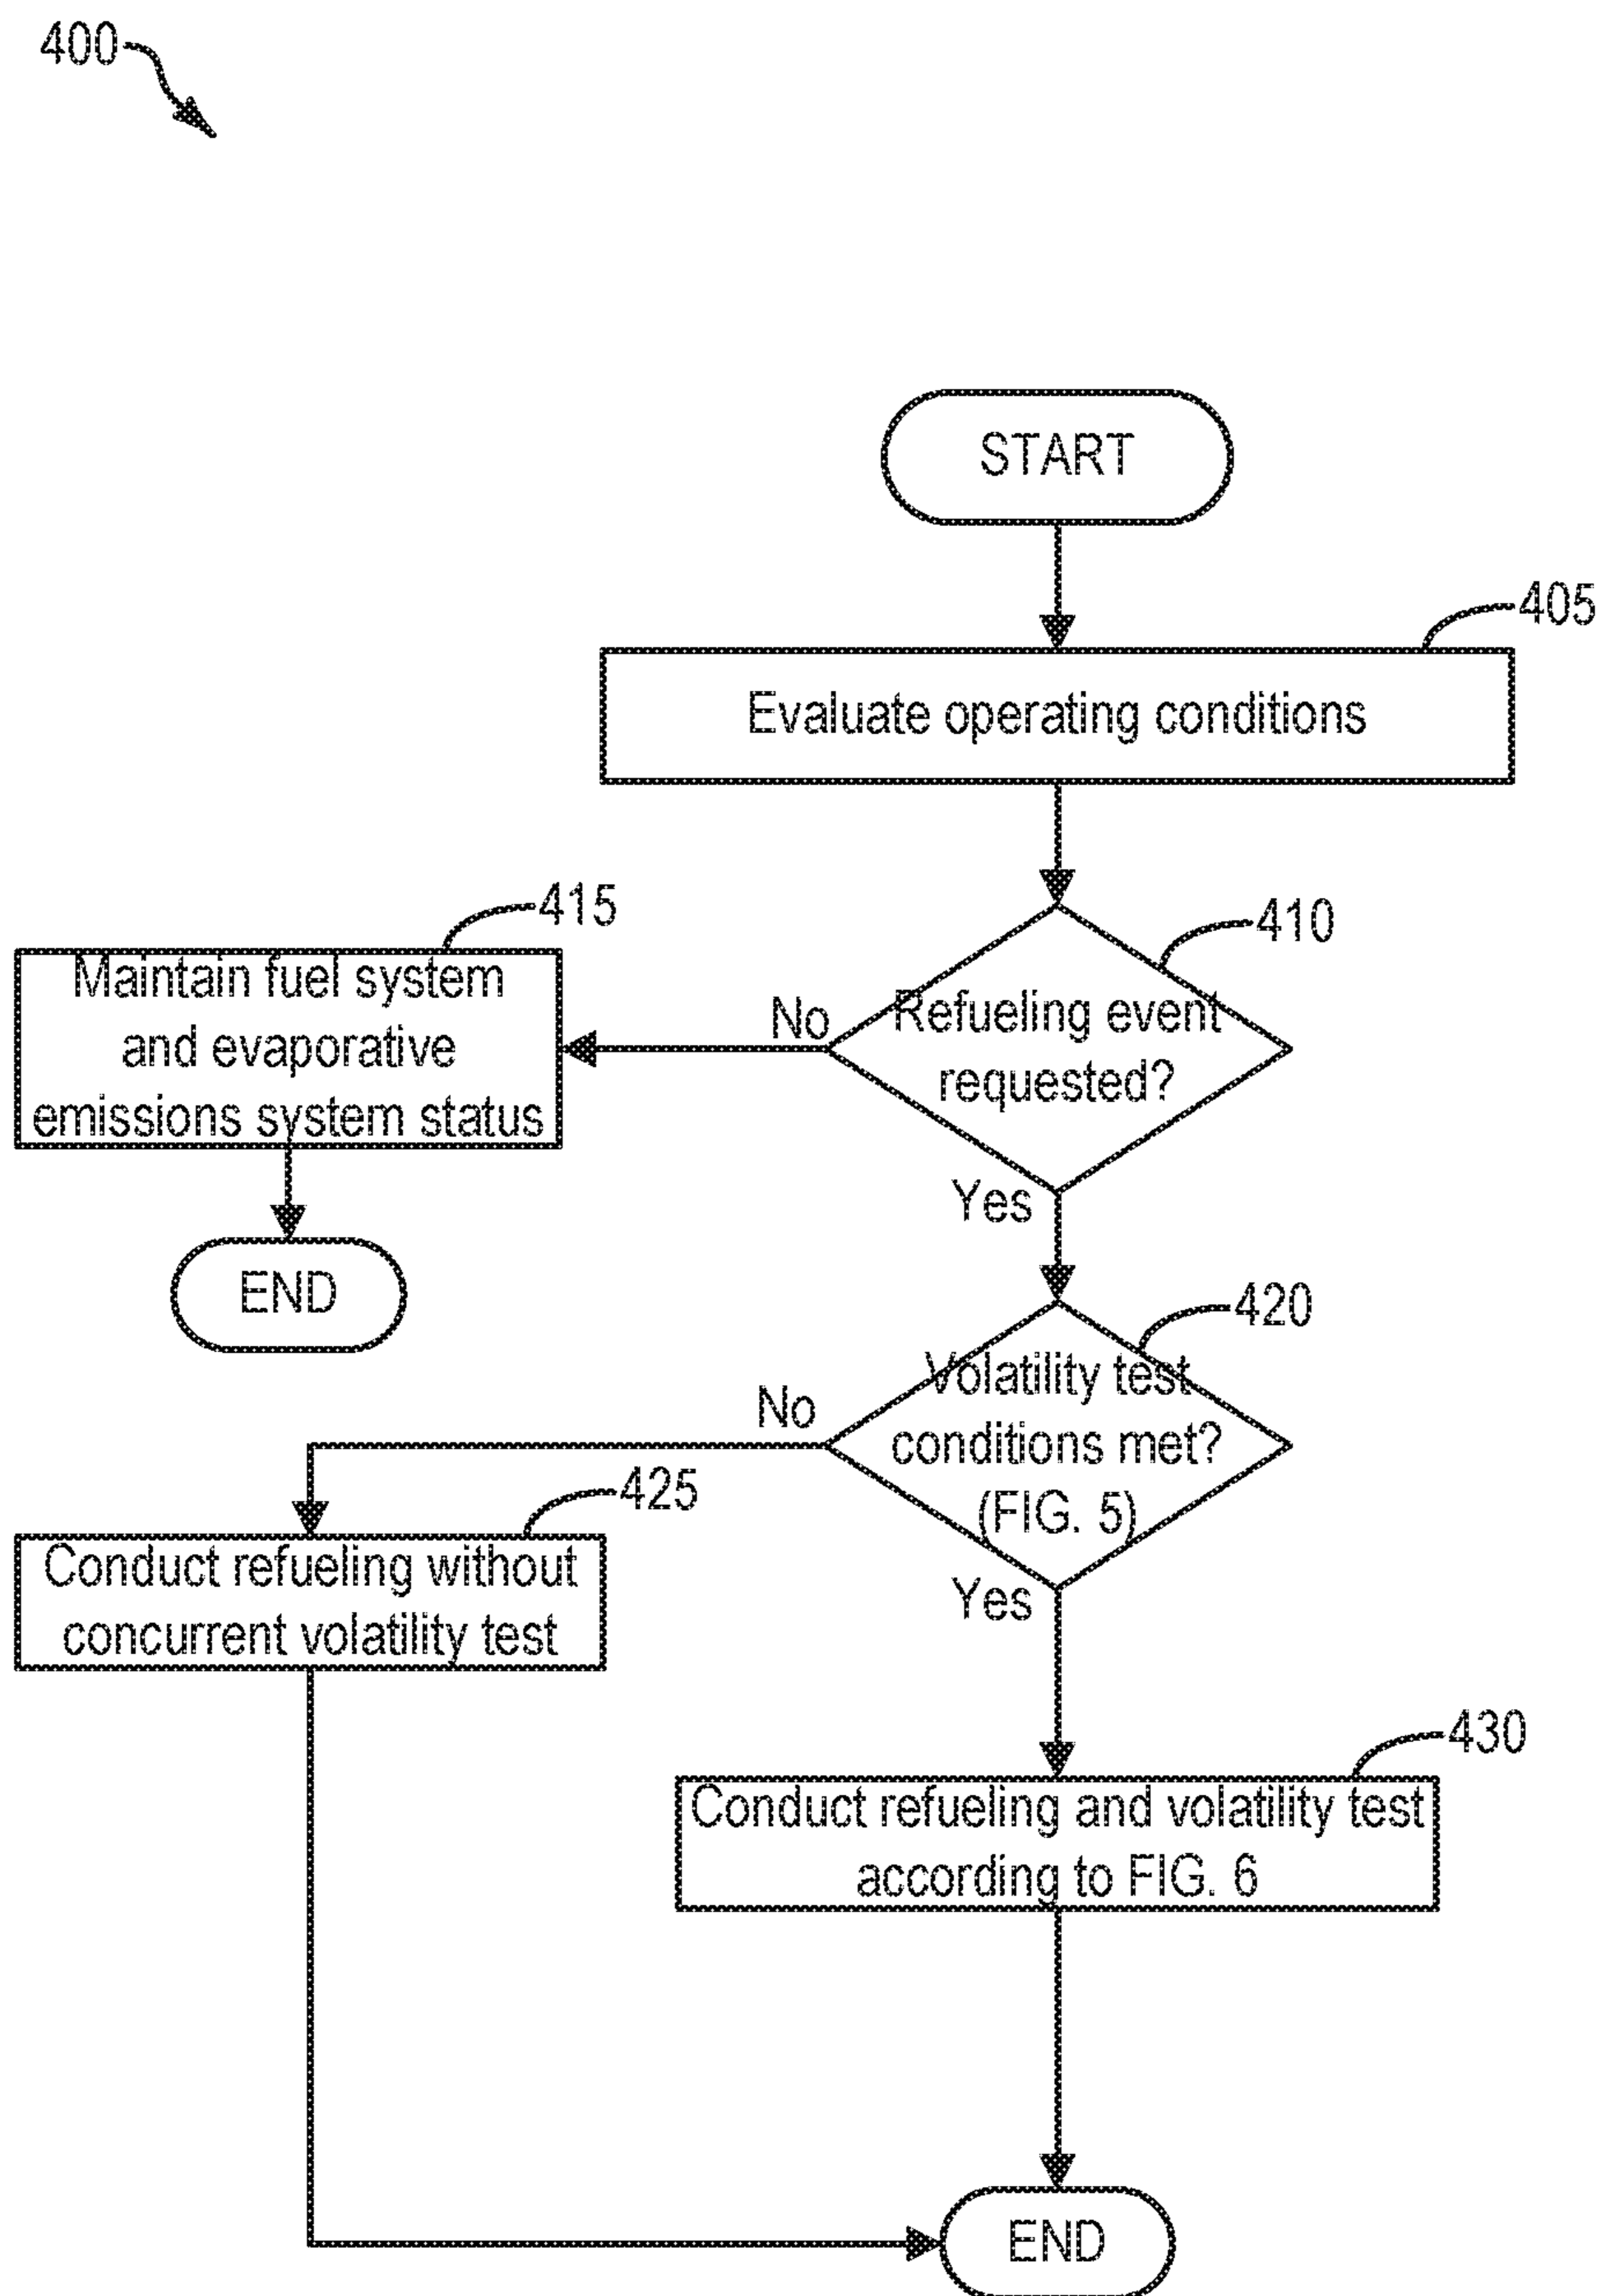 400
START
405
Evaluate operating conditions
415
410
Maintain fuel system
and evaporative
emissions system status
No
Refueling event
requested?
Yes
END
420
Volatility test
conditions met?
(FIG. 5)
No
425
Conduct refueling without
concurrent volatility test
Yes
430
Conduct refueling and volatility test
according to FIG. 6
END